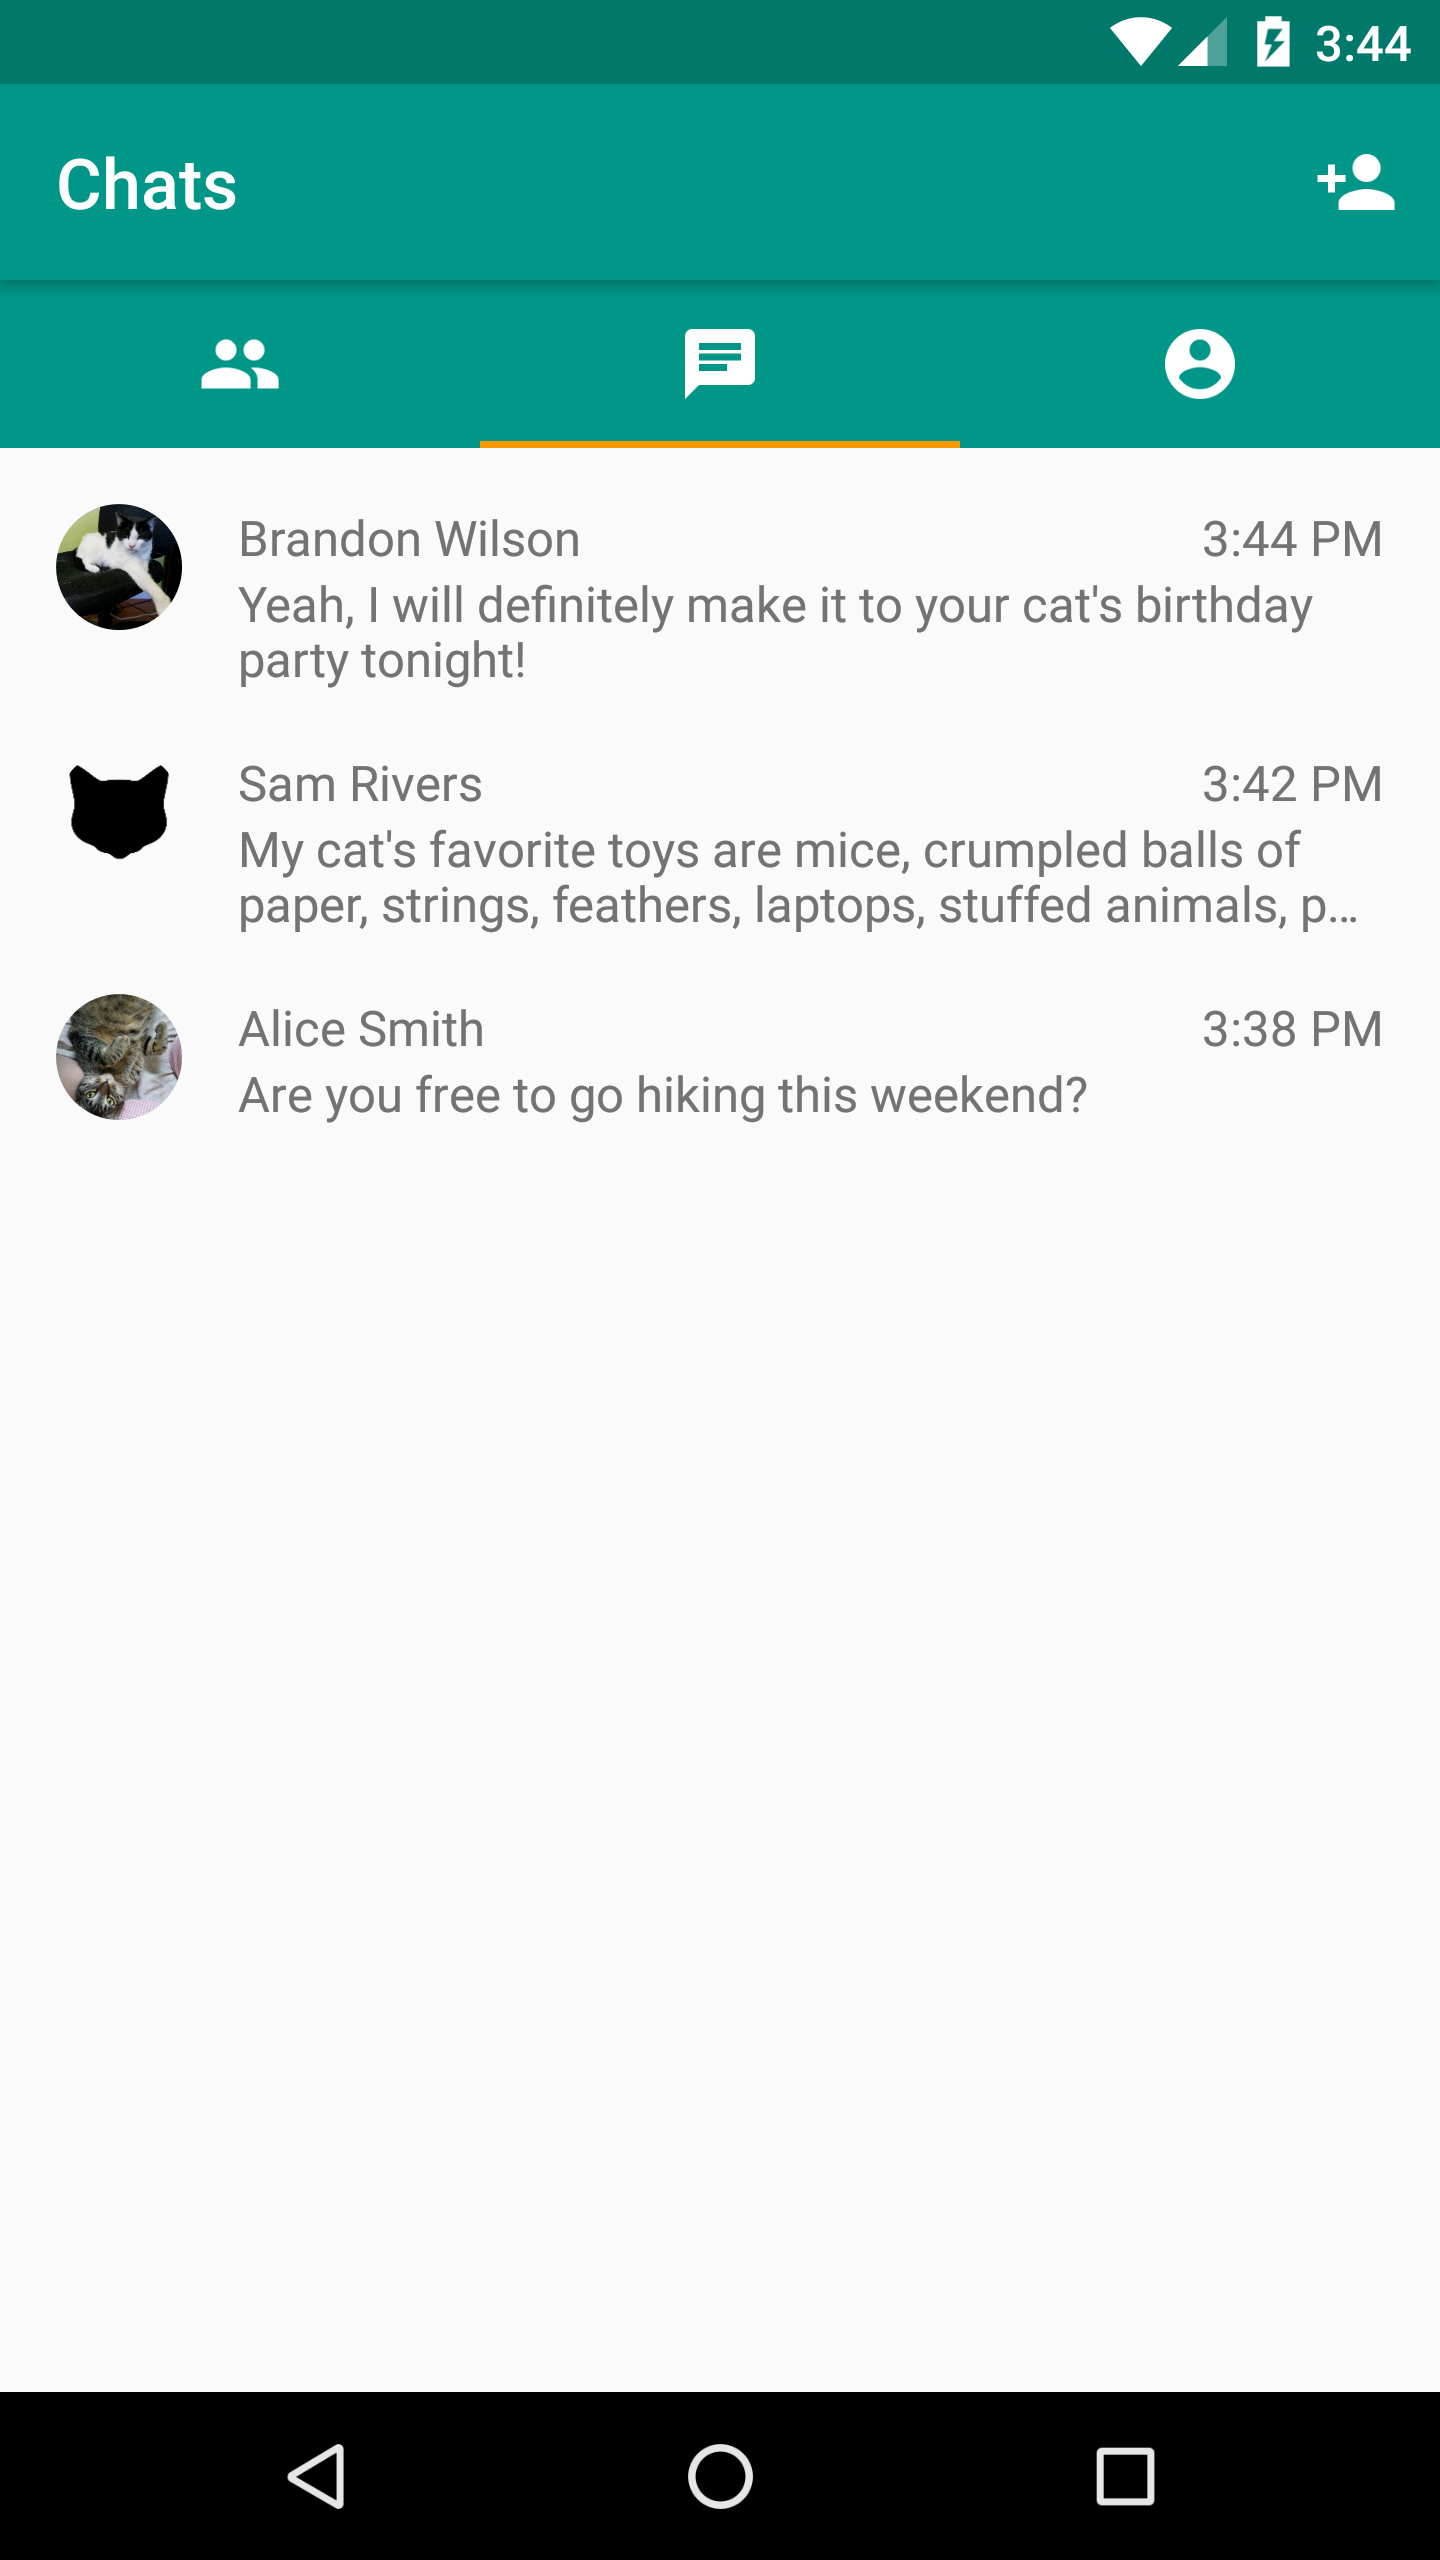 3:44
Chats
Brandon Wilson 3:44 PM
Yeah, I will definitely make it to your cat's birthday
party tonight!
Sam Rivers 3:42 PM
My cat's favorite toys are mice, crumpled balls of
paper, strings, feathers, laptops, stuffed animals, p...
Alice Smith 3:38 PM
Are you free to go hiking this weekend?